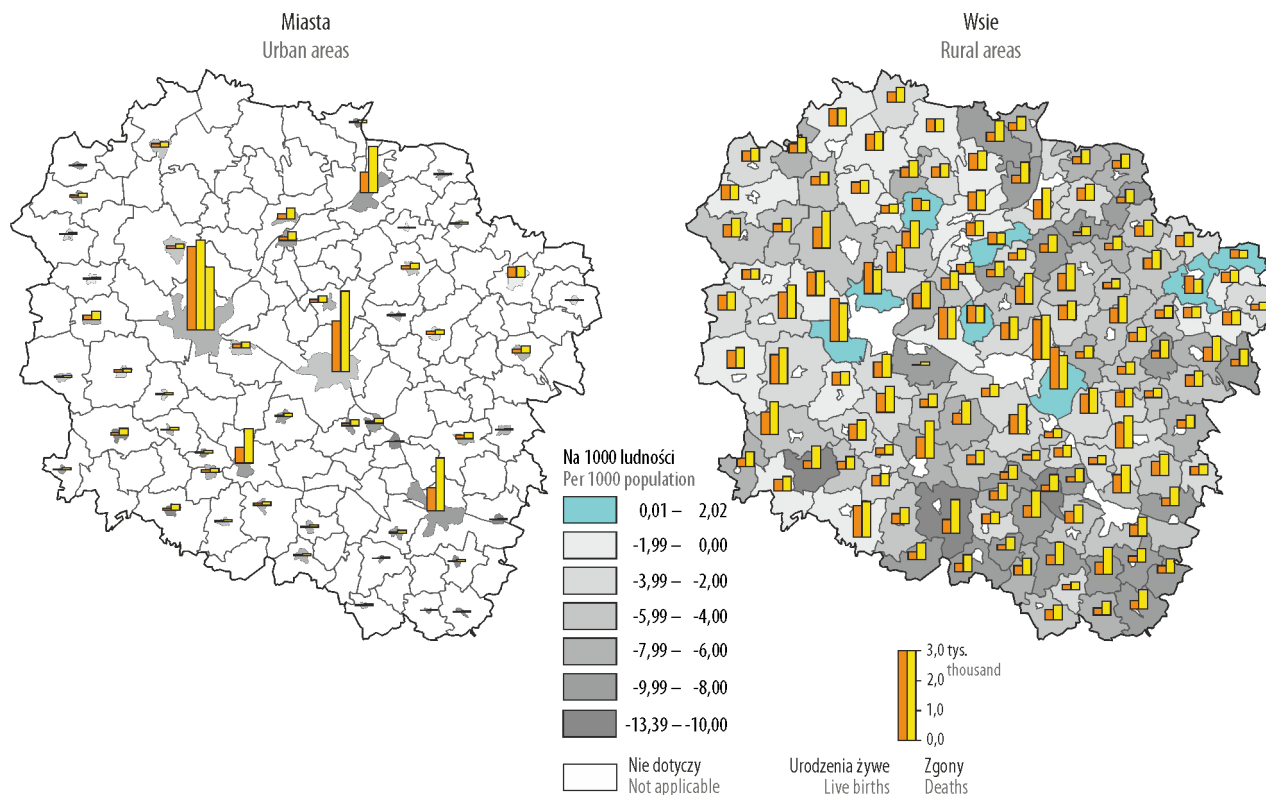 Miasta
Urban areas
Wsie
Rural areas
Na 1000 ludności
Per 1000 population
0,01 – 2,02
-1,99 – 0,00
-3,99 – -2,00
-5,99 – -4,00
-7,99 – -6,00
-9,99 – -8,00
-13,39 – -10,00
Nie dotyczy
Not applicable
3,0 tys.
thousand
2,0
1,0
0,0
Urodzenia żywe
Live births
Zgony
Deaths